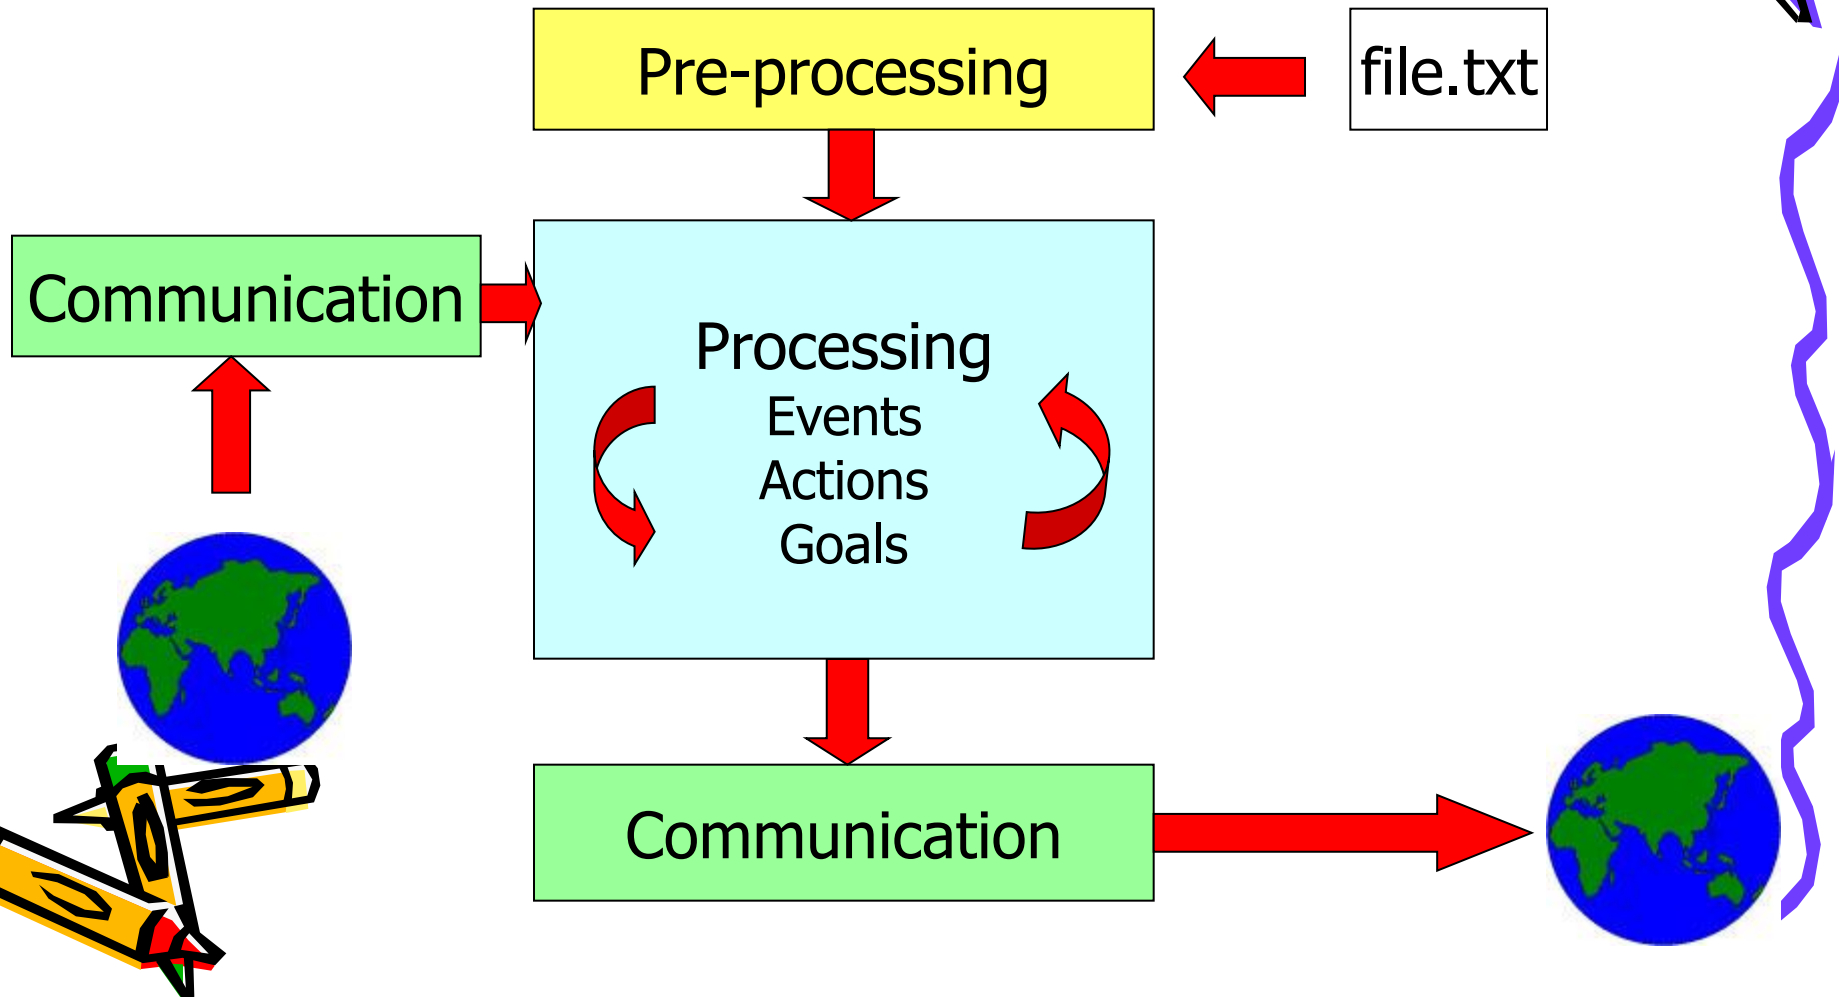 Pre-processing
file.txt
Communication
Processing
Events
Actions
Goals
Communication